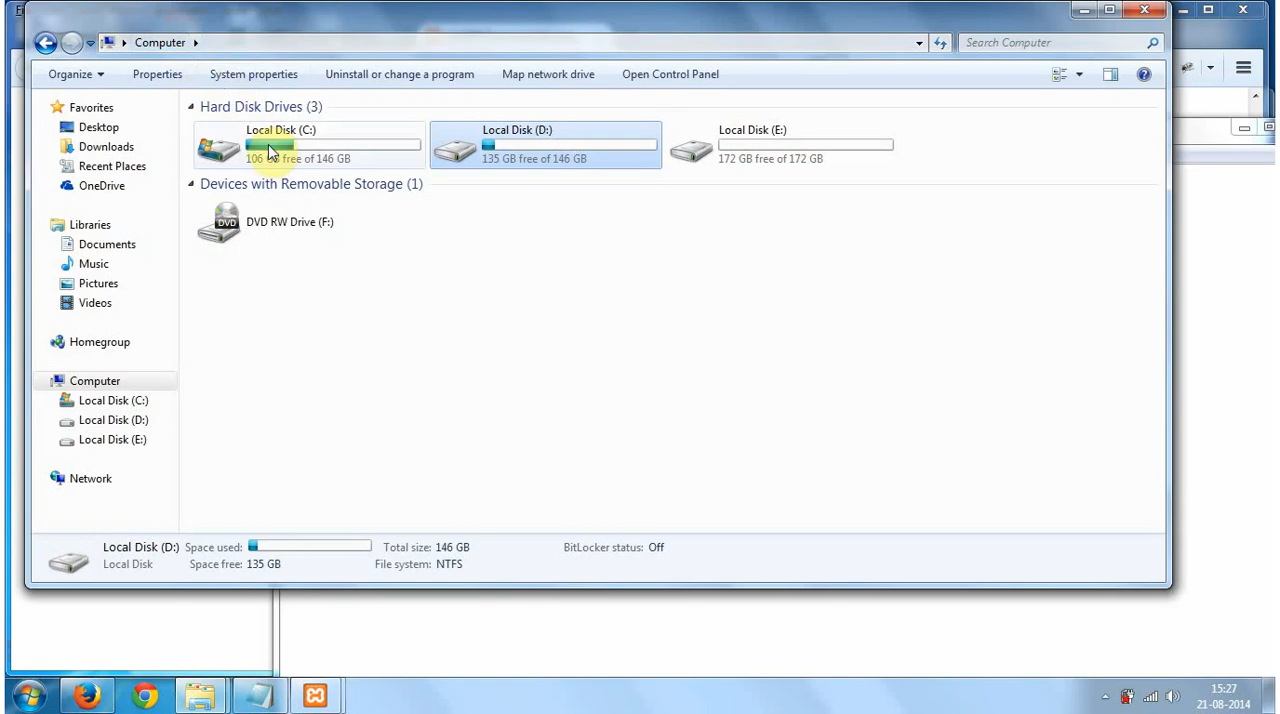 Computer
Search Computer
Organize
Properties
System properties
Uninstall or change a program
Map network drive
Open Control Panel
Favorites
Desktop
Downloads
Recent Places
OneDrive
Libraries
Documents
Music
Pictures
Videos
Homegroup
Computer
Local Disk (C:)
Local Disk (D:)
Local Disk (E:)
Network
Hard Disk Drives (3)
Local Disk (C:)
106 GB free of 146 GB
Local Disk (D:)
135 GB free of 146 GB
Local Disk (E:)
172 GB free of 172 GB
Devices with Removable Storage (1)
DVD
DVD RW Drive (F:)
Local Disk (D:) Space used: Total size: 146 GB BitLocker status: Off
Local Disk Space free: 135 GB File system: NTFS
15:27
21-08-2014